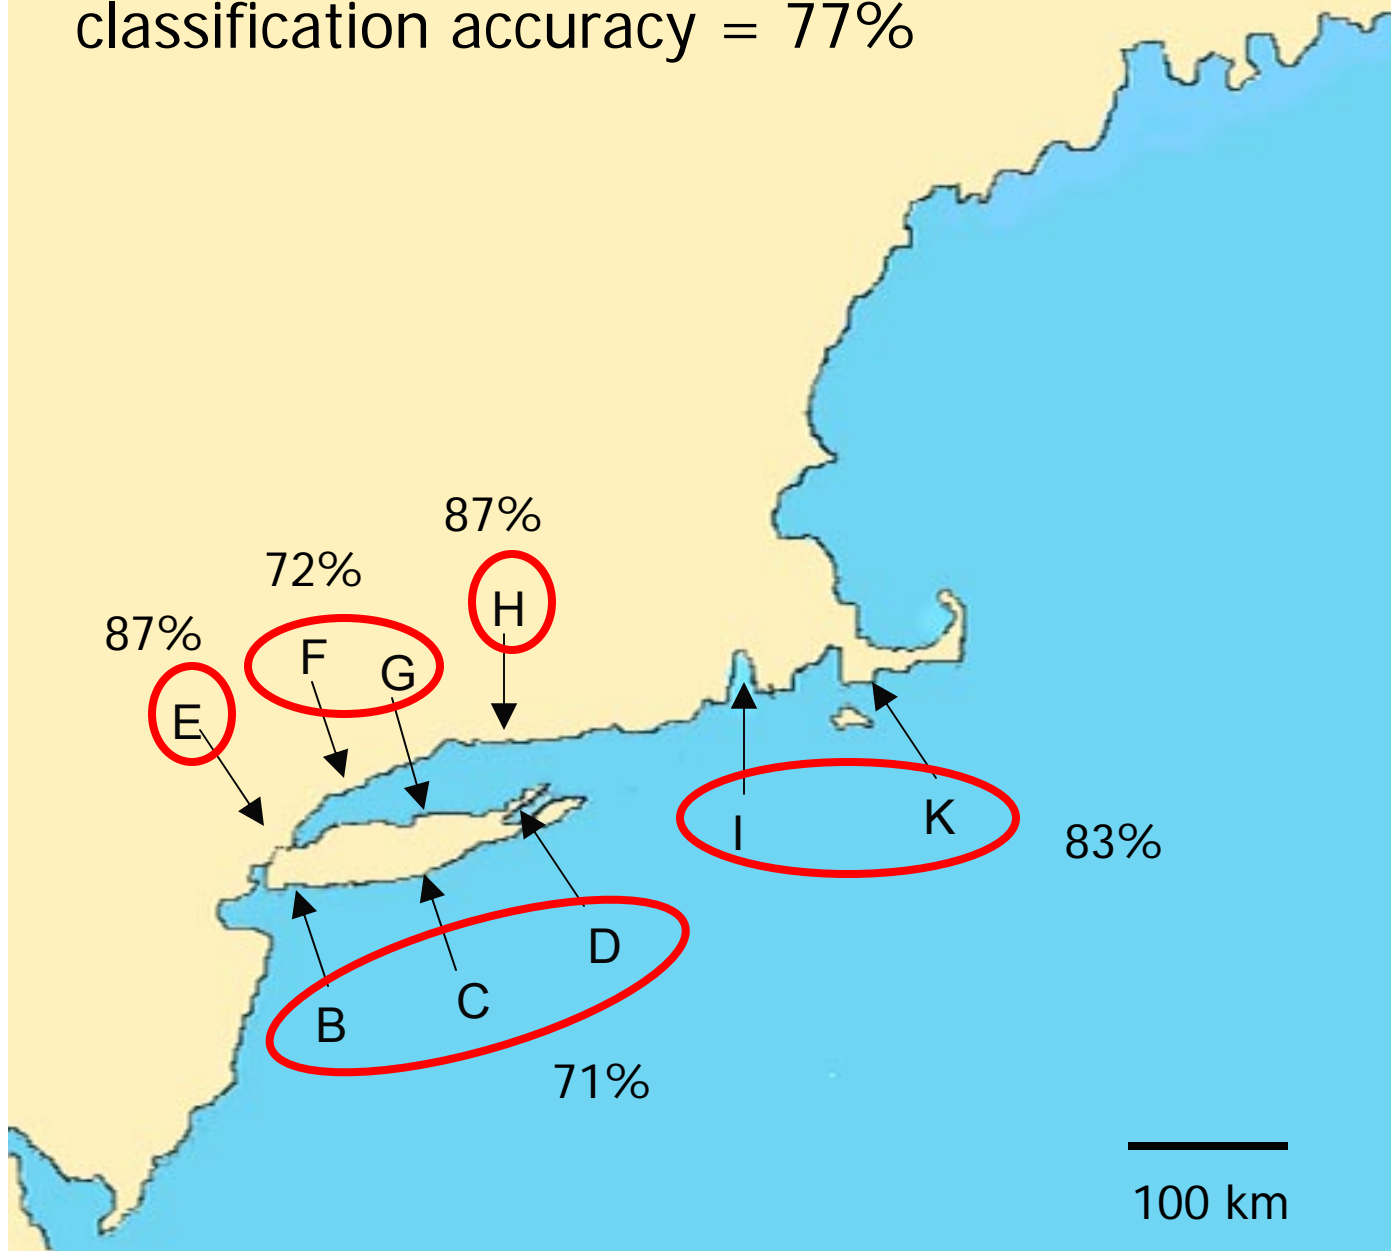 classification accuracy = 77%
87%
72%
H
87%
F
G
E
I
K
83%
D
C
B
71%
100 km